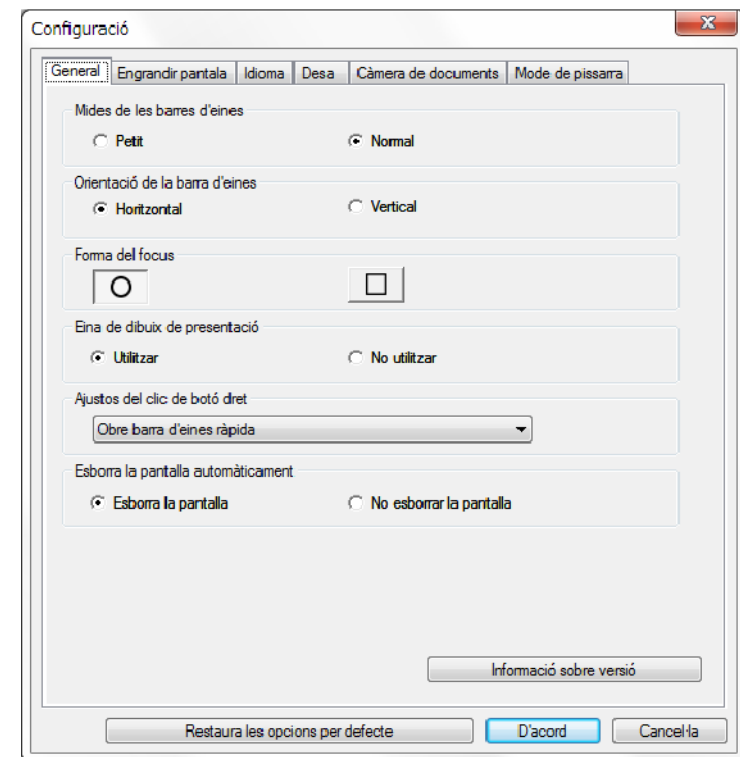 Configuració
General Engrandir pantala Idioma Desa Càmera de documents Mode de pissarra
Mides de les barres d'eines
Petit Normal
Orientació de la barra d'eines
Horitzontal Vertical
Forma del focus
Eina de dibuix de presentació
Utilitzar No utilitzar
Ajustos del clic de botó dret
Obre barra d'eines ràpida
Esborra la pantalla automàticament
Esborra la pantalla No esborrar la pantalla
Informació sobre versió
Restaura les opcions per defecte D'acord Cancel·la